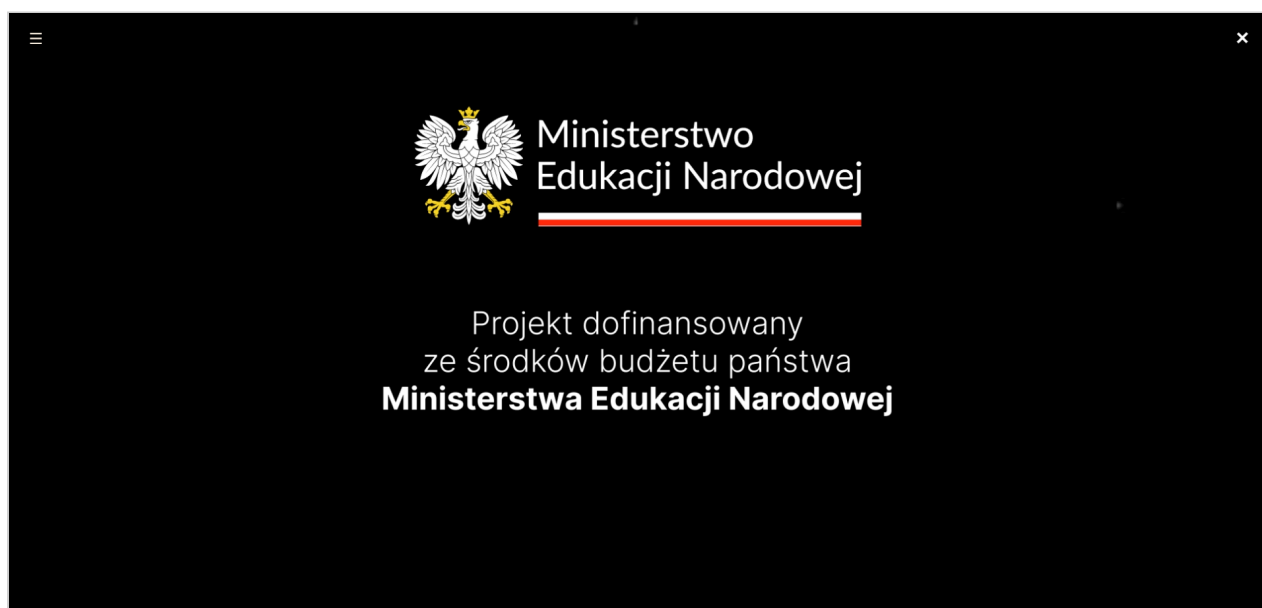 Ministerstwo
Edukacji Narodowej
Projekt dofinansowany
ze środków budżetu państwa
Ministerstwa Edukacji Narodowej